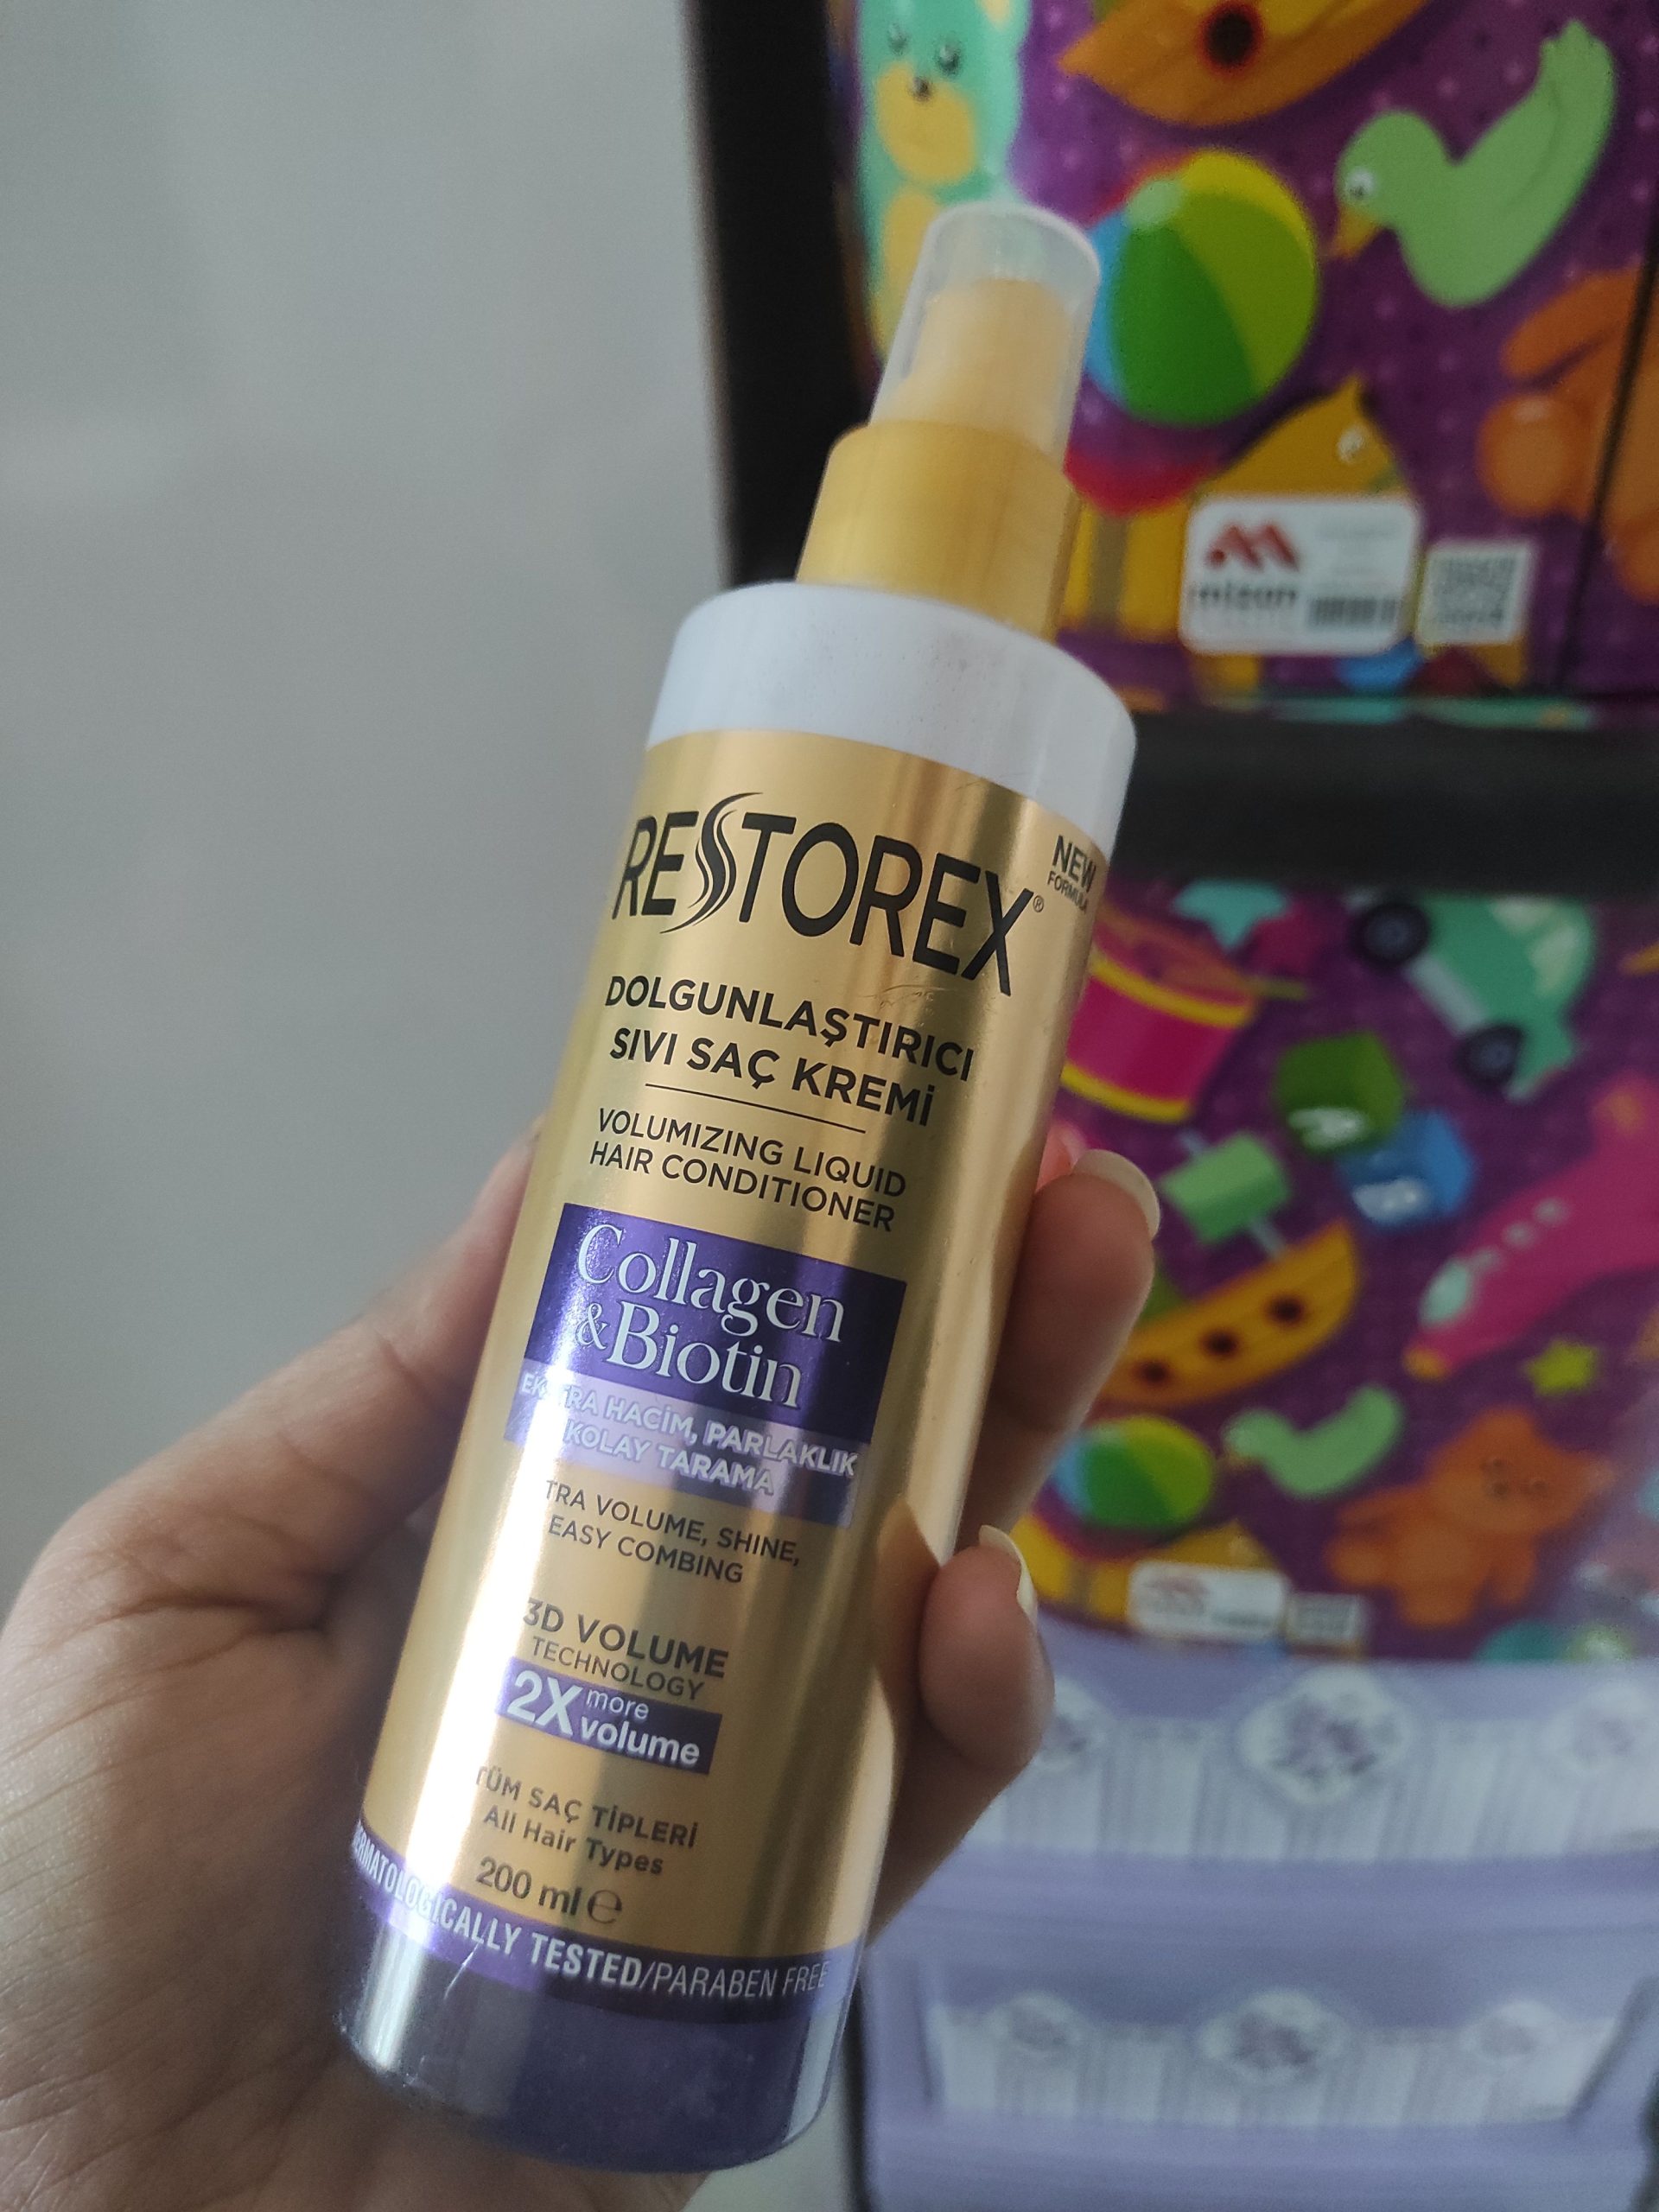 RESTOREX®
NEW
FORMULA
DOLGUNLAŞTIRICI
SIVI SAÇ KREMİ
VOLUMIZING LIQUID
HAIR CONDITIONER
Collagen
&Biotin
EKSTRA HACİM, PARLAKLIK
KOLAY TARAMA
TRA VOLUME, SHINE,
EASY COMBING
3D VOLUME
TECHNOLOGY
2X more
volume
TÜM SAÇ TİPLERİ
All Hair Types
200 ml ℮
DERMATOLOGICALLY TESTED/PARABEN FREE